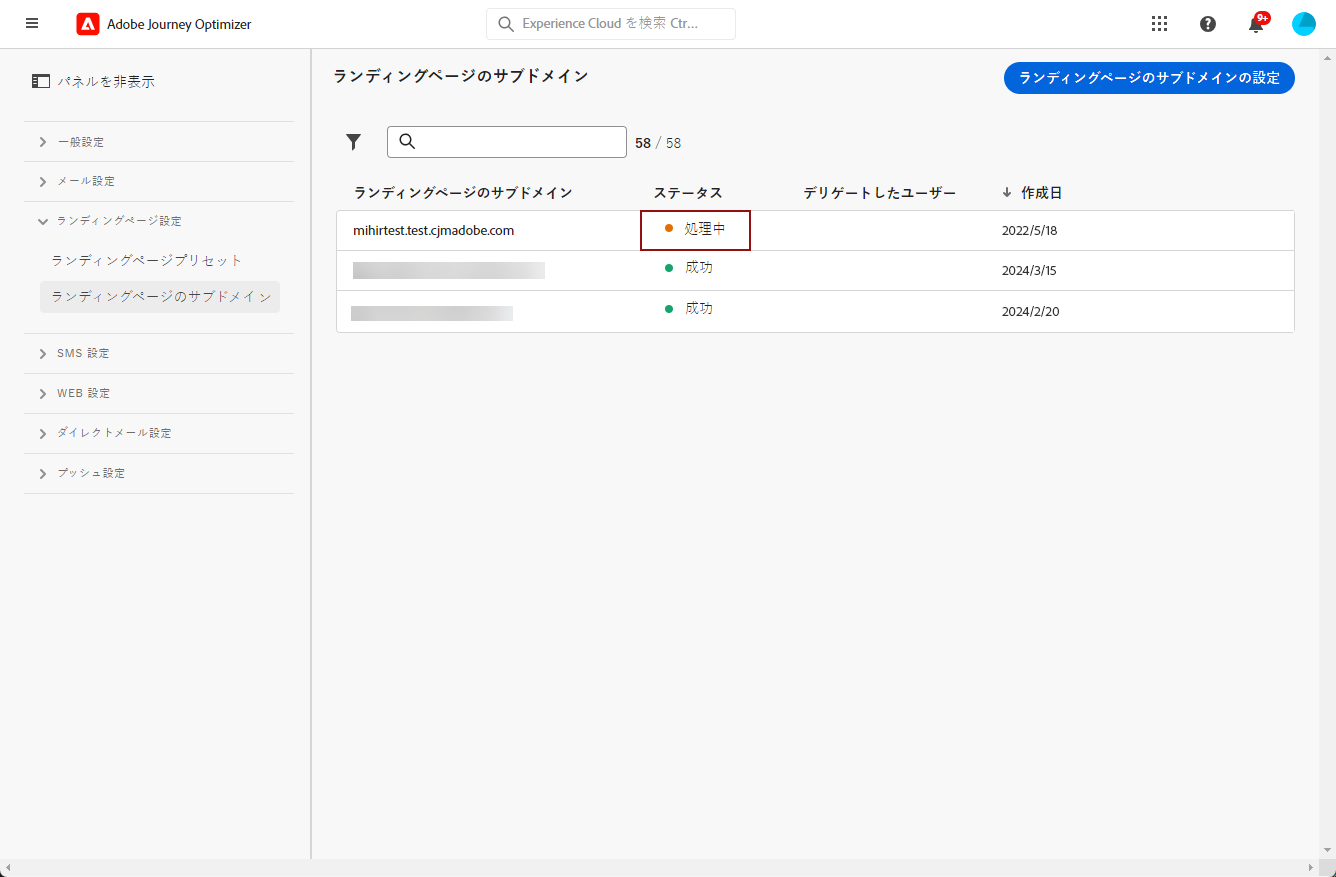 Adobe Journey Optimizer
Experience Cloud を検索 Ctr...
9+
パネルを非表示
一般設定
メール設定
ランディングページ設定
ランディングページプリセット
ランディングページのサブドメイン
SMS 設定
WEB 設定
ダイレクトメール設定
プッシュ設定
ランディングページのサブドメイン
ランディングページのサブドメインの設定
58 / 58
ランディングページのサブドメイン ステータス デリゲートしたユーザー 作成日
mihirtest.test.cjmadobe.com 処理中 2022/5/18
成功 2024/3/15
成功 2024/2/20